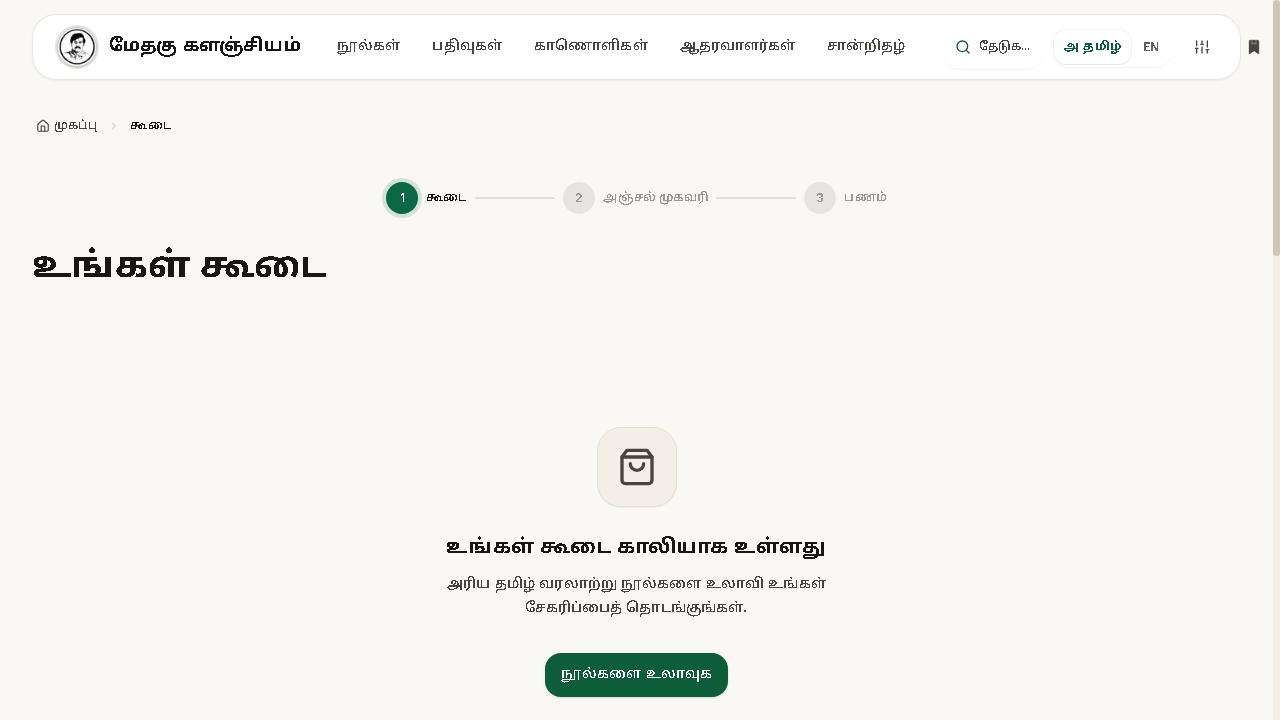 மேதகு களஞ்சியம்
நூல்கள்
பதிவுகள்
காணொளிகள்
ஆதரவாளர்கள்
சான்றிதழ்
தேடுக...
அ தமிழ்
EN
முகப்பு
கூடை
1 கூடை
2 அஞ்சல் முகவரி
3 பணம்
உங்கள் கூடை
உங்கள் கூடை காலியாக உள்ளது
அரிய தமிழ் வரலாற்று நூல்களை உலாவி உங்கள்
சேகரிப்பைத் தொடங்குங்கள்.
நூல்களை உலாவுக